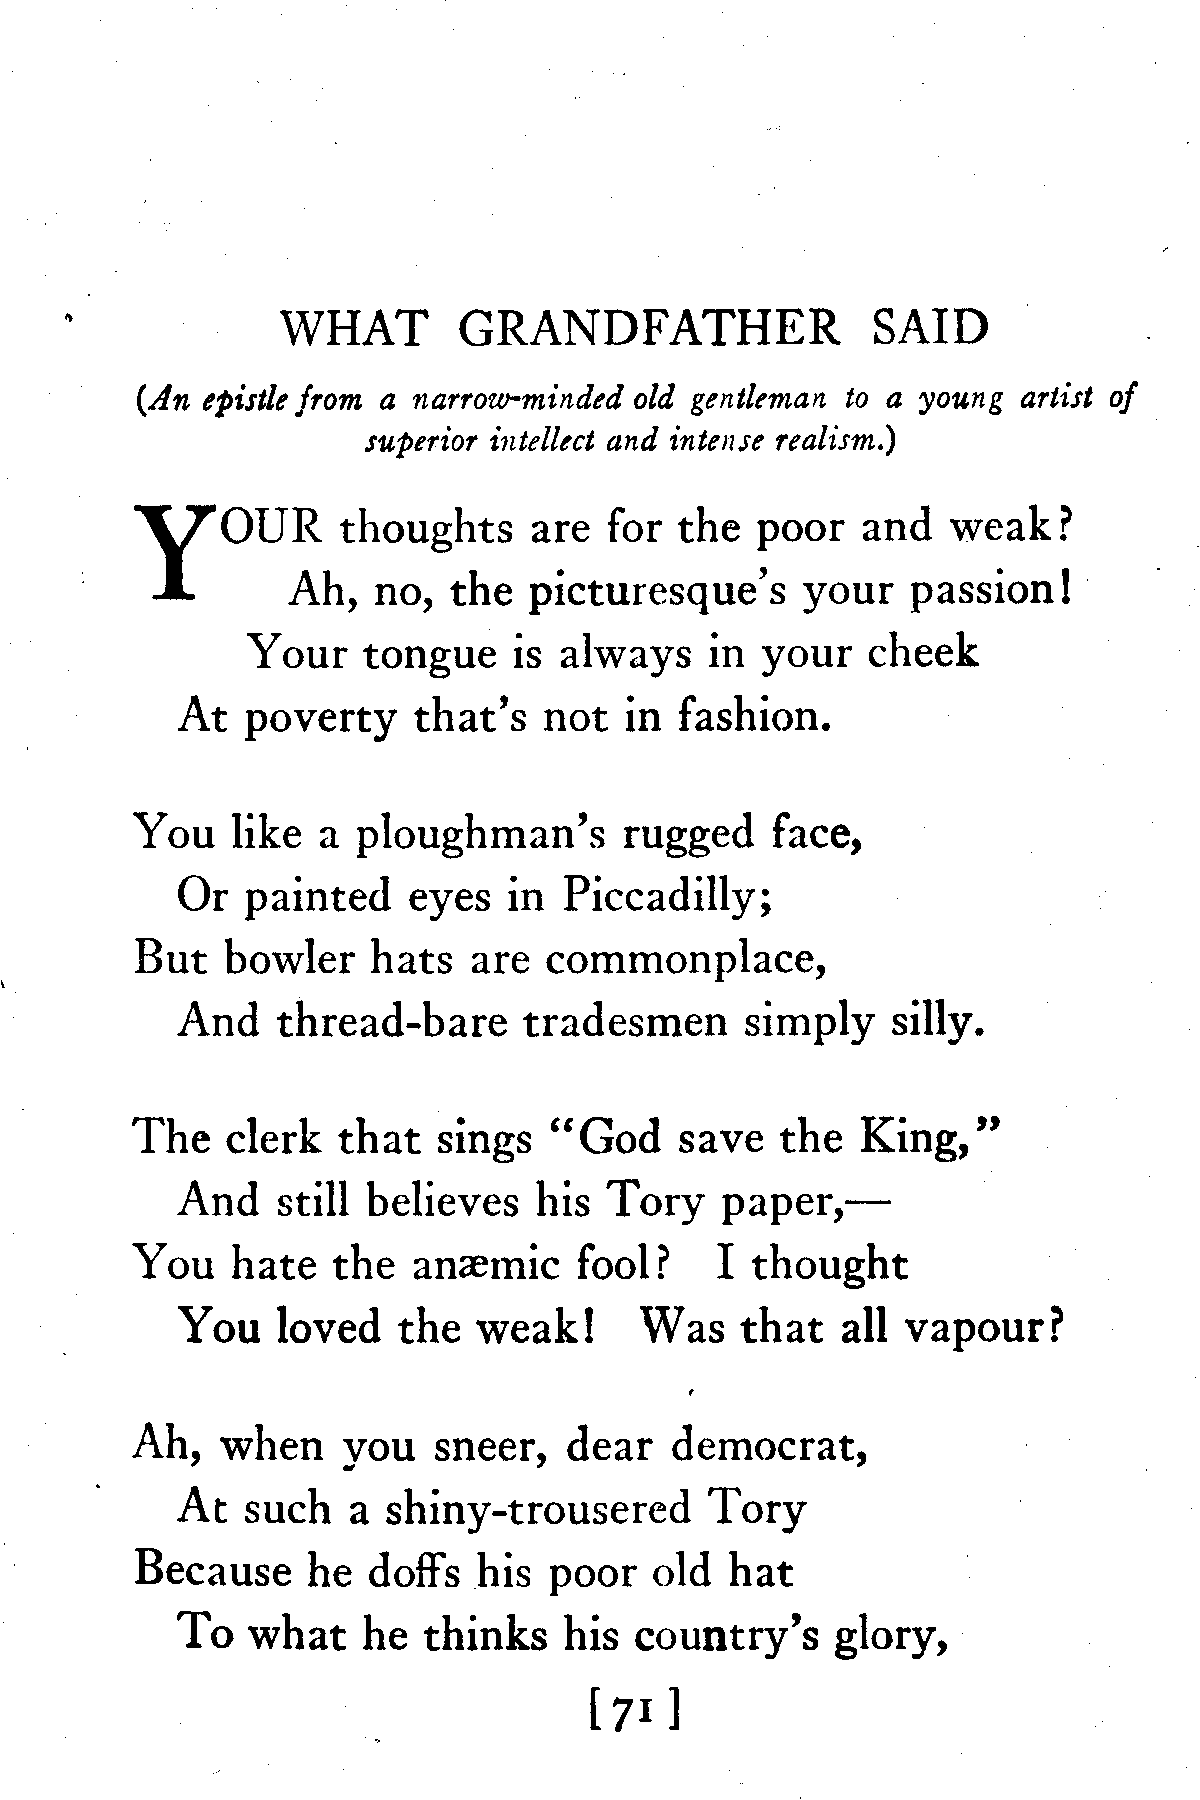 WHAT GRANDFATHER SAID
(An epistle from a narrow-minded old gentleman to a young artist of
superior intellect and intense realism.)
YOUR thoughts are for the poor and weak?
Ah, no, the picturesque's your passion!
Your tongue is always in your cheek
At poverty that's not in fashion.
You like a ploughman's rugged face,
Or painted eyes in Piccadilly;
But bowler hats are commonplace,
And thread-bare tradesmen simply silly.
The clerk that sings "God save the King,"
And still believes his Tory paper,—
You hate the anæmic fool? I thought
You loved the weak! Was that all vapour?
Ah, when you sneer, dear democrat,
At such a shiny-trousered Tory
Because he doffs his poor old hat
To what he thinks his country's glory,
[ 71 ]